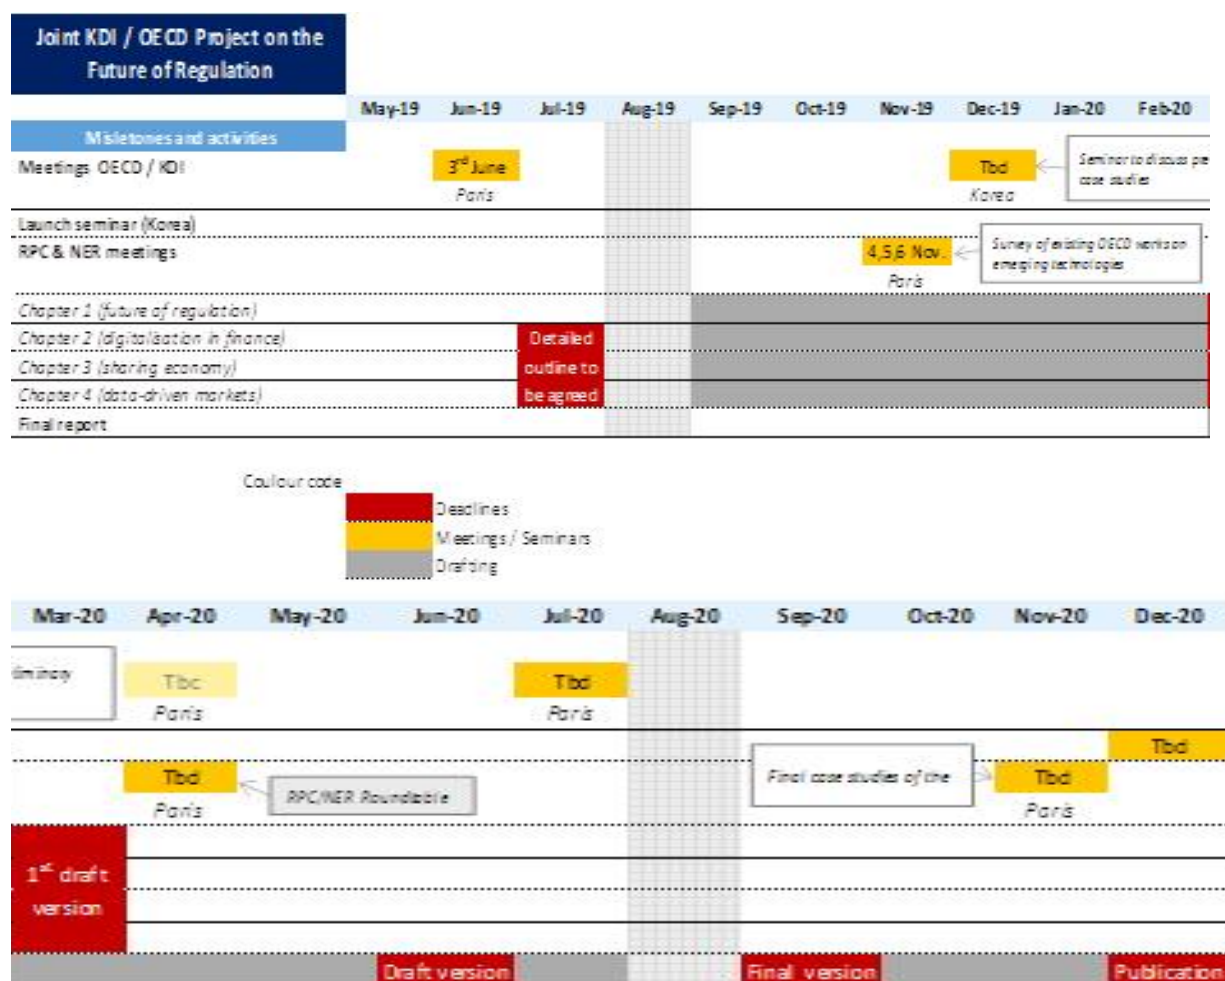 Joint KDI / OECD Project on the
Future of Regulation
May-19 Jun-19 Jul-19 Aug-19 Sep-19 Oct-19 Nov-19 Dec-19 Jan-20 Feb-20
Misletones and activities
Meetings OECD / KDI
3rd June
Paris
Tbd
Korea
Seminar to discuss pre
case studies
Launch seminar (Korea)
RPC & NER meetings
4,5,6 Nov.
Paris
Survey of existing OECD works on
emerging technologies
Chapter 1 (future of regulation)
Chapter 2 (digitalisation in finance)
Chapter 3 (sharing economy)
Chapter 4 (data-driven markets)
Detailed
outline to
be agreed
Final report
Coulour code
Deadlines
Meetings / Seminars
Drafting
Mar-20 Apr-20 May-20 Jun-20 Jul-20 Aug-20 Sep-20 Oct-20 Nov-20 Dec-20
liminary
Tbc
Paris
Tbd
Paris
Tbd
Tbd
Paris
RPC/NER Roundtable
Final case studies of the
Tbd
Paris
1st draft
version
Draft version
Final version
Publication